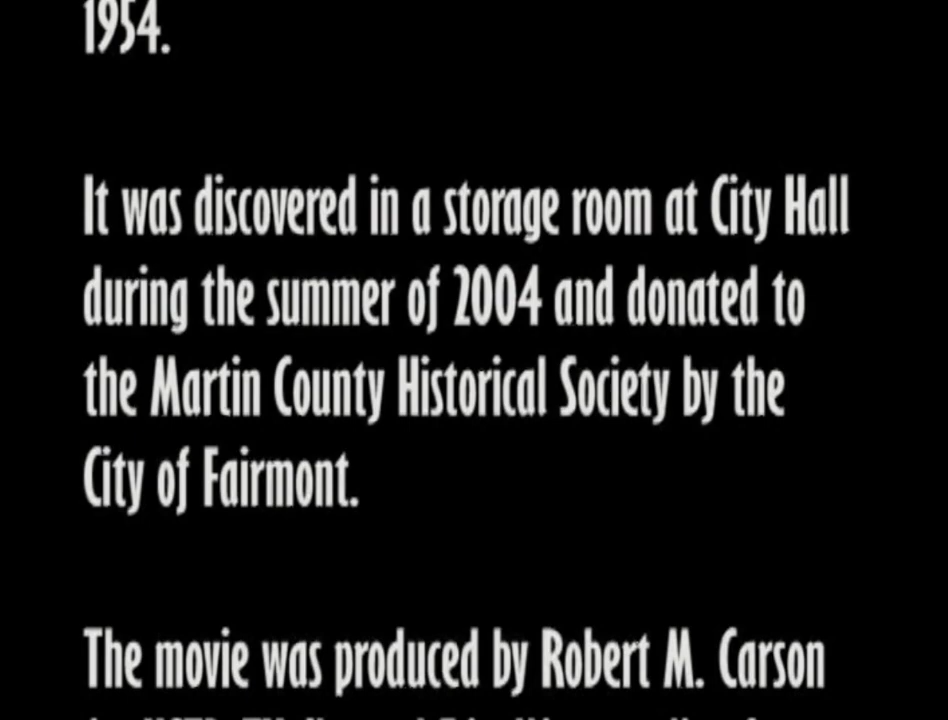 1954.
It was discovered in a storage room at City Hall
during the summer of 2004 and donated to
the Martin County Historical Society by the
City of Fairmont.
The movie was produced by Robert M. Carson